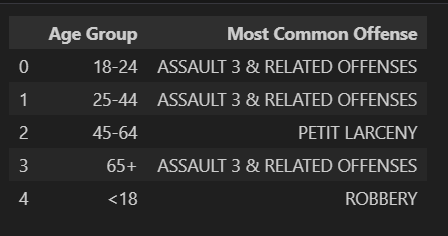 Age Group Most Common Offense
0 18-24 ASSAULT 3 & RELATED OFFENSES
1 25-44 ASSAULT 3 & RELATED OFFENSES
2 45-64 PETIT LARCENY
3 65+ ASSAULT 3 & RELATED OFFENSES
4 <18 ROBBERY